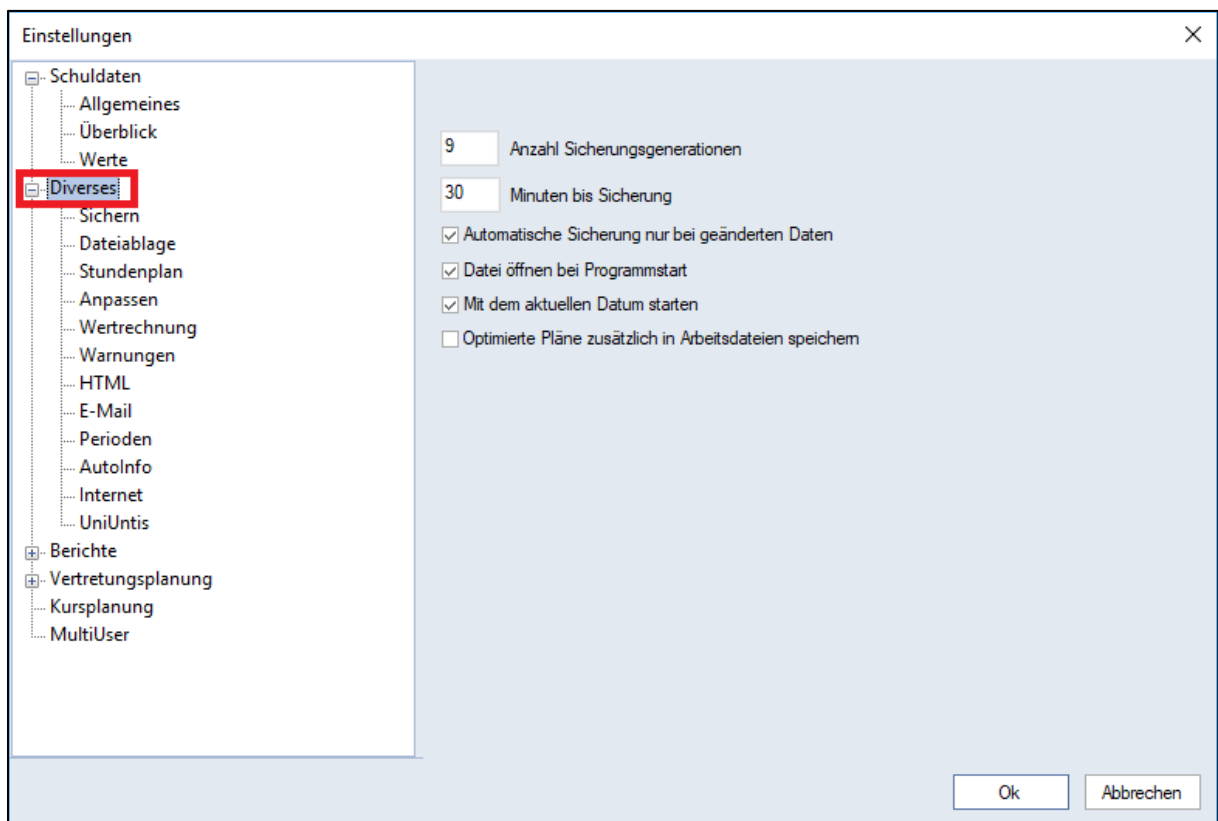 Einstellungen
Schuldaten
Allgemeines
Überblick
Werte
Diverses
Sichern
Dateiablage
Stundenplan
Anpassen
Wertrechnung
Warnungen
HTML
E-Mail
Perioden
AutoInfo
Internet
UniUntis
Berichte
Vertretungsplanung
Kursplanung
MultiUser
9 Anzahl Sicherungsgenerationen
30 Minuten bis Sicherung
Automatische Sicherung nur bei geänderten Daten
Datei öffnen bei Programmstart
Mit dem aktuellen Datum starten
Optimierte Pläne zusätzlich in Arbeitsdateien speichern
Ok Abbrechen